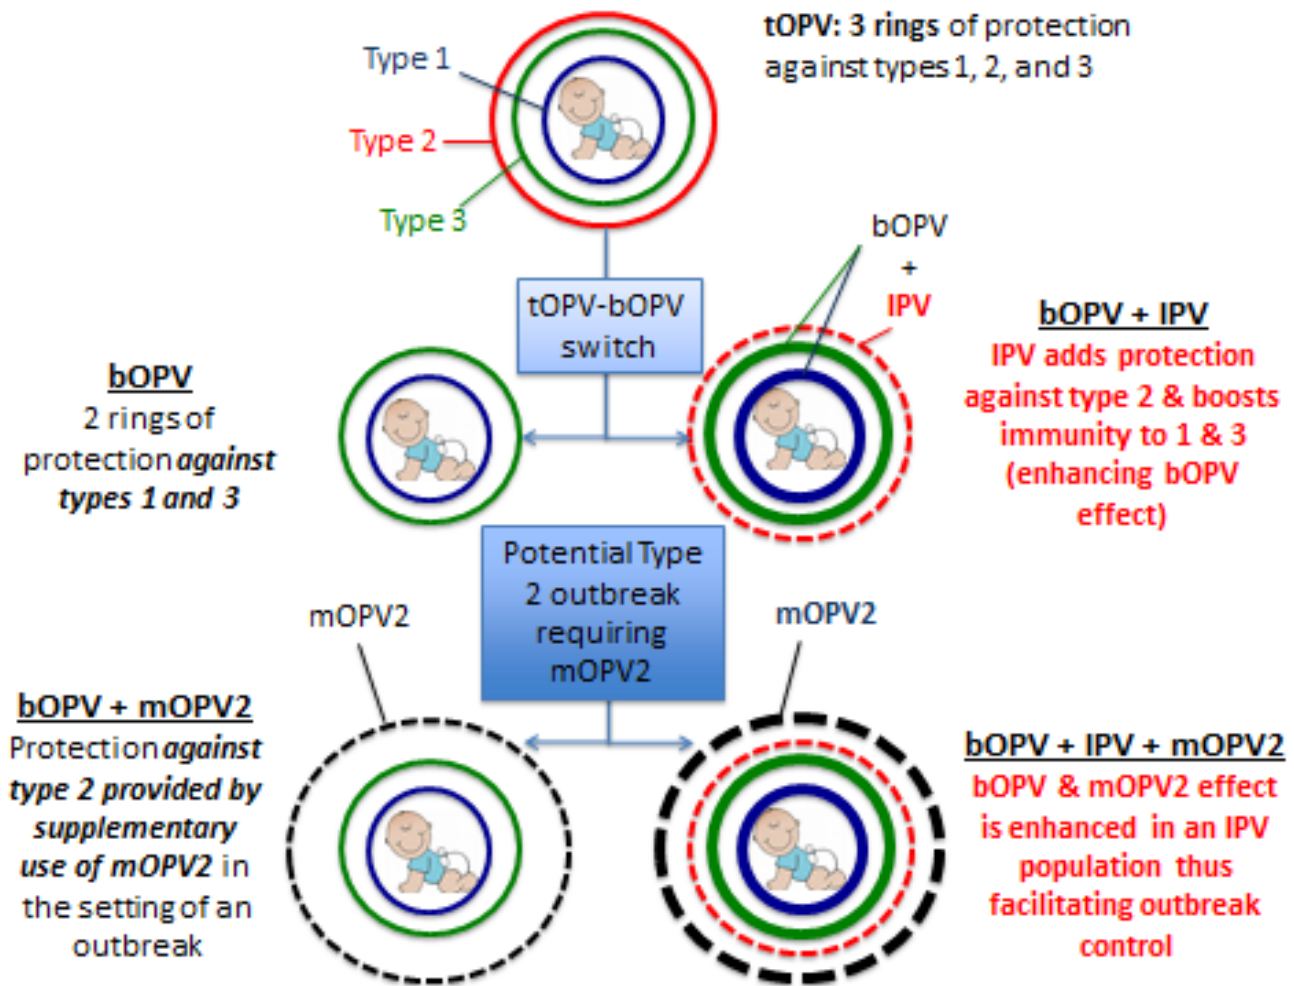 tOPV: 3 rings of protection
against types 1, 2, and 3
Type 1
Type 2
Type 3
tOPV-bOPV
switch
bOPV
+
IPV
bOPV
2 rings of
protection against
types 1 and 3
bOPV + IPV
IPV adds protection
against type 2 & boosts
immunity to 1 & 3
(enhancing bOPV
effect)
Potential Type
2 outbreak
requiring
mOPV2
mOPV2
mOPV2
bOPV + mOPV2
Protection against
type 2 provided by
supplementary
use of mOPV2 in
the setting of an
outbreak
bOPV + IPV + mOPV2
bOPV & mOPV2 effect
is enhanced in an IPV
population thus
facilitating outbreak
control